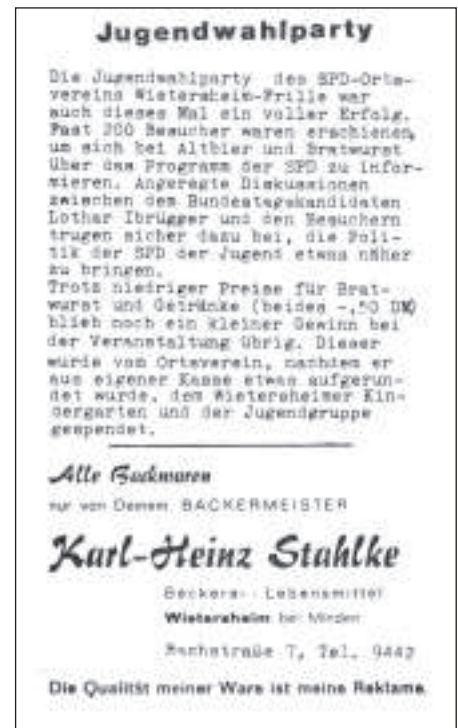 Jugendwahlparty
Die Jugendwahlparty des SPD-Orts-
vereins Wietersheim-Frille war
auch dieses Mal ein voller Erfolg.
Fast 200 Besucher waren erschienen,
um sich bei Altbier und Bratwurst
über das Programm der SPD zu infor-
mieren. Angeregte Diskussionen
zwischen dem Bundestagskandidaten
Lothar Ibrügger und den Besuchern
trugen sicher dazu bei, die Poli-
tik der SPD der Jugend etwas näher
zu bringen.
Trotz niedriger Preise für Brat-
wurst und Getränke (beides -,50 DM)
blieb noch ein kleiner Gewinn bei
der Veranstaltung übrig. Dieser
wurde vom Ortsverein, nachdem er
aus eigener Kasse etwas aufgerun-
det wurde, dem Wietersheimer Kin-
dergarten und der Jugendgruppe
gespendet.
Alle Backwaren
nur von Deinem BÄCKERMEISTER
Karl-Heinz Stahlke
Bäckerei - Lebensmittel
Wietersheim bei Minden
7, Tel. 9442
Die Qualität meiner Ware ist meine Reklame.